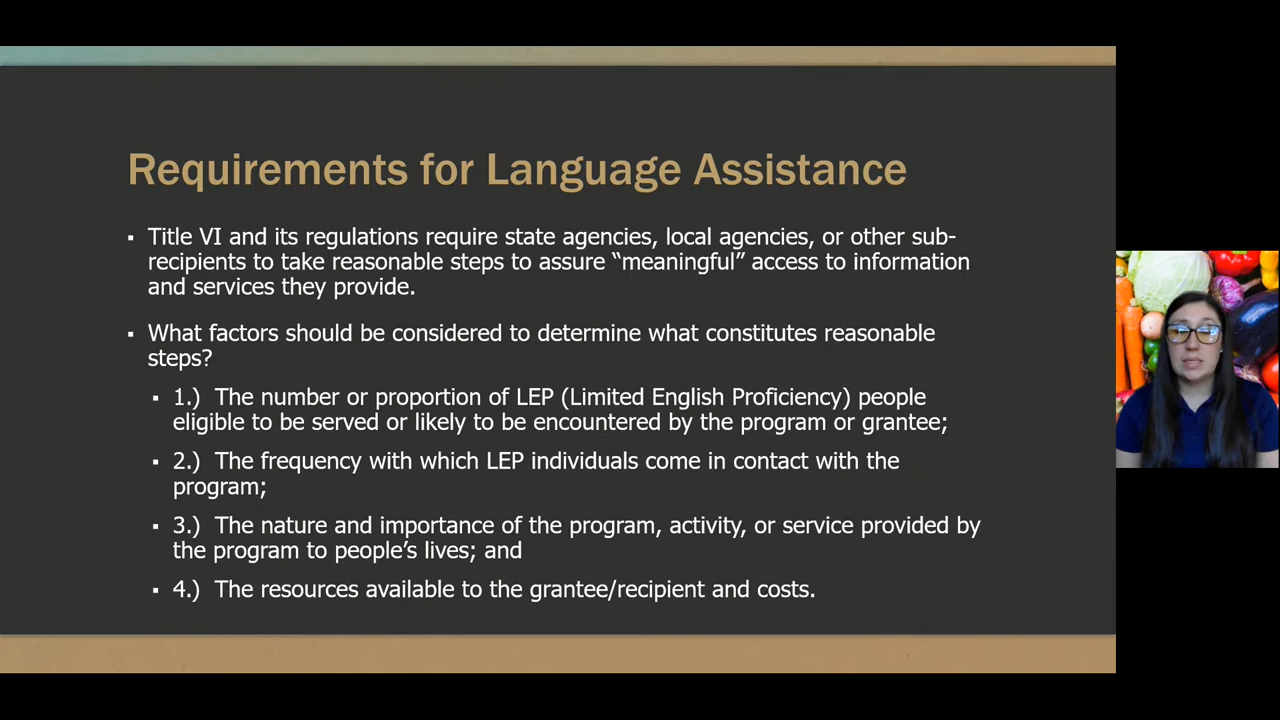 Requirements for Language Assistance
▪ Title VI and its regulations require state agencies, local agencies, or other sub-
recipients to take reasonable steps to assure “meaningful” access to information
and services they provide.
▪ What factors should be considered to determine what constitutes reasonable
steps?
▪ 1.) The number or proportion of LEP (Limited English Proficiency) people
eligible to be served or likely to be encountered by the program or grantee;
▪ 2.) The frequency with which LEP individuals come in contact with the
program;
▪ 3.) The nature and importance of the program, activity, or service provided by
the program to people’s lives; and
▪ 4.) The resources available to the grantee/recipient and costs.